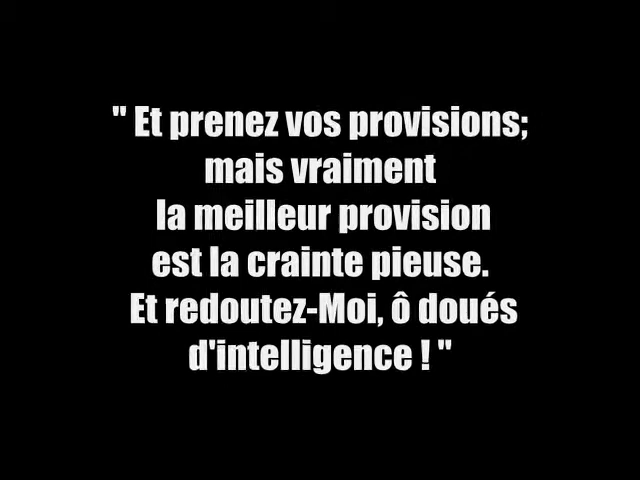 " Et prenez vos provisions;
mais vraiment
la meilleur provision
est la crainte pieuse.
Et redoutez-Moi, ô doués
d'intelligence ! "